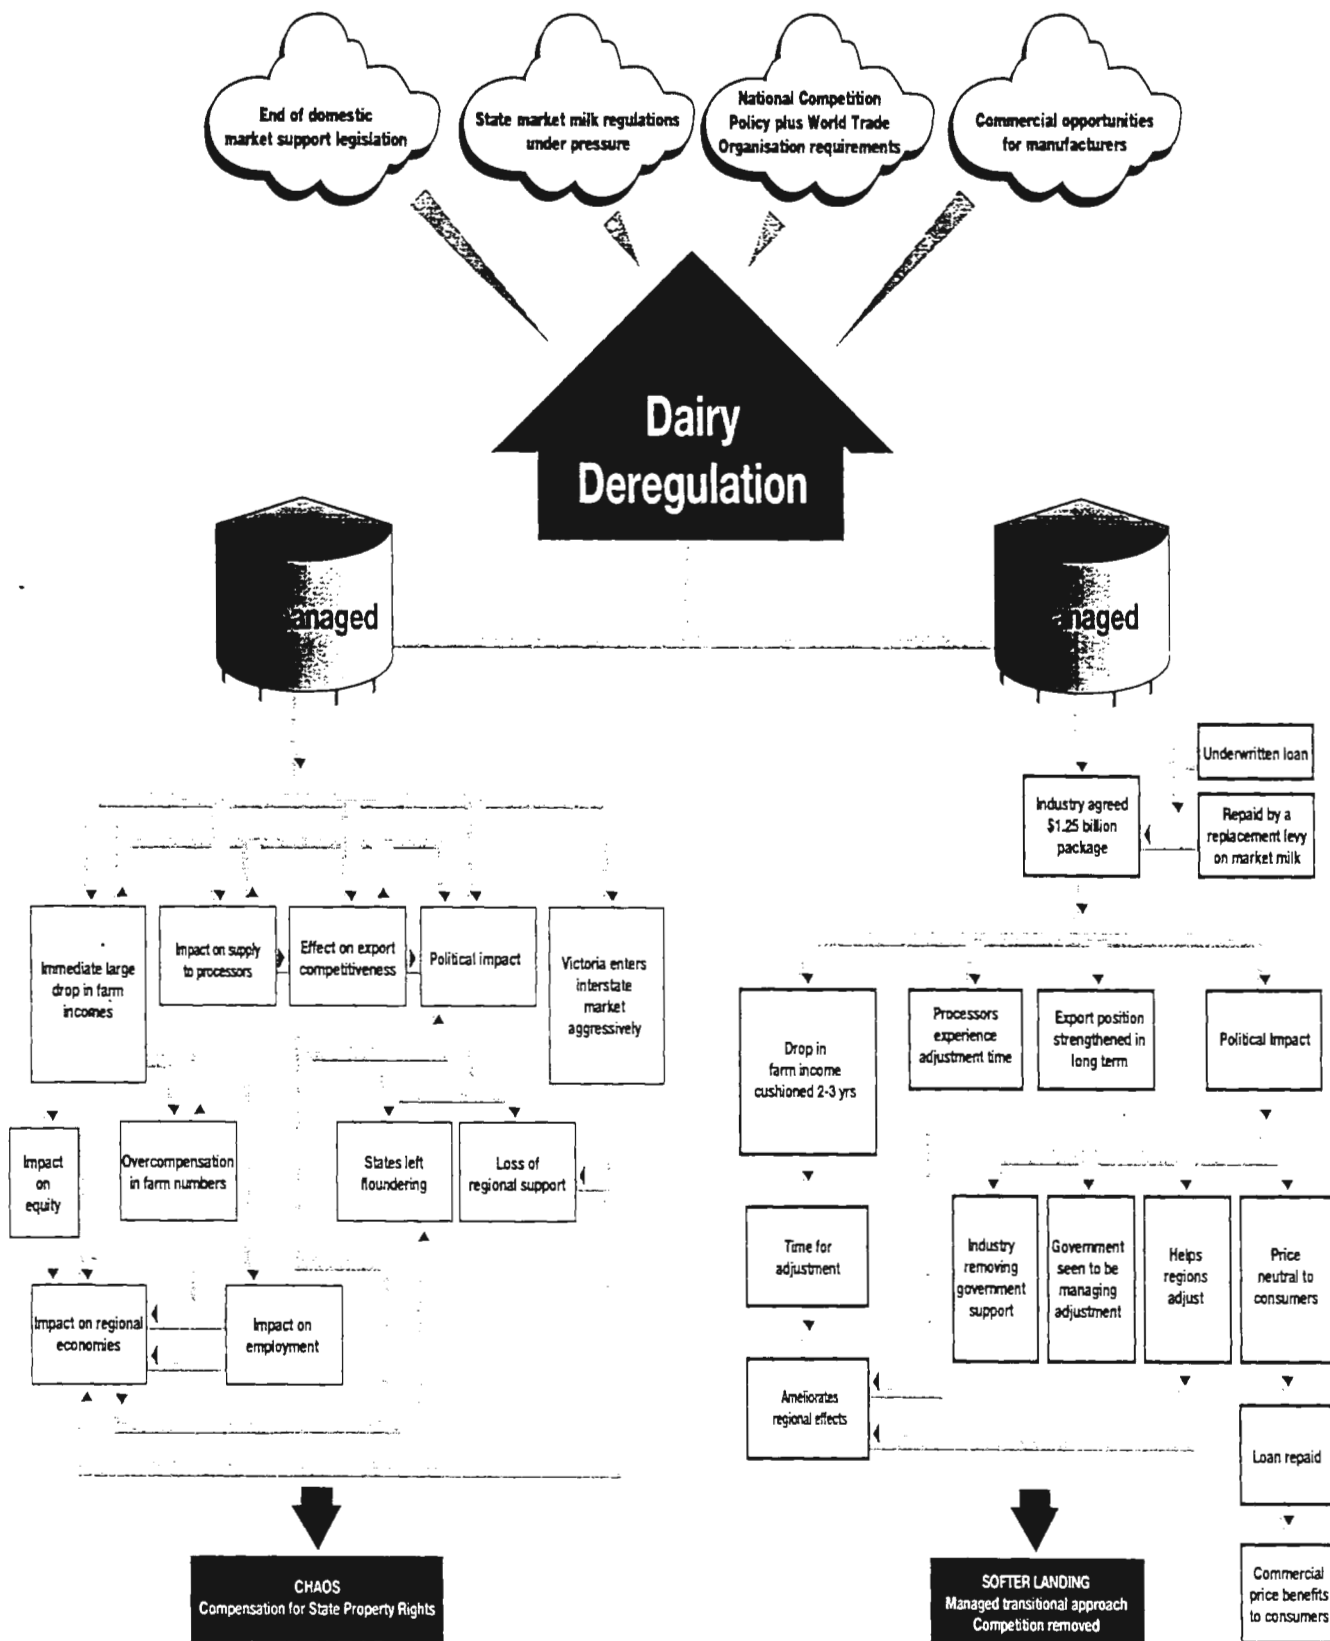 End of domestic
market support legislation
State market milk regulations
under pressure
National Competition
Policy plus World Trade
Organisation requirements
Commercial opportunities
for manufacturers
Dairy
Deregulation
anaged
anaged
Underwritten loan
Industry agreed
$1.25 billion
package
Repaid by a
replacement levy
on market milk
Immediate large
drop in farm
incomes
Impact on supply
to processors
Effect on export
competitiveness
Political impact
Victoria enters
interstate
market
aggressively
Drop in
farm income
cushioned 2-3 yrs
Processors
experience
adjustment time
Export position
strengthened in
long term
Political Impact
Impact
on
equity
Overcompensation
in farm numbers
States left
floundering
Loss of
regional support
Time for
adjustment
Industry
removing
government
support
Government
seen to be
managing
adjustment
Helps
regions
adjust
Price
neutral to
consumers
Impact on regional
economies
Impact on
employment
Ameliorates
regional effects
Loan repaid
CHAOS
Compensation for State Property Rights
SOFTER LANDING
Managed transitional approach
Competition removed
Commercial
price benefits
to consumers